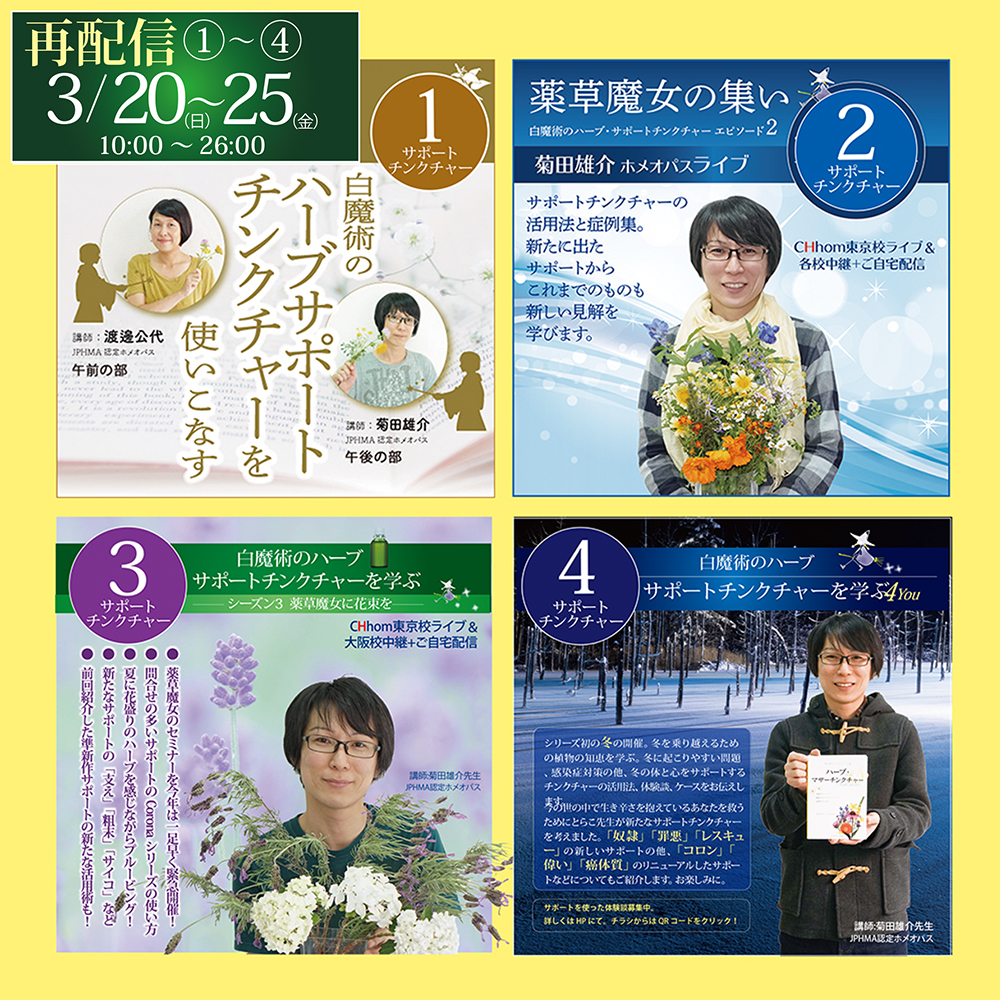 再配信①～④
3/20(日)～25(金)
10:00 ～ 26:00
1
サポート
チンクチャー
白魔術の
ハーブサポート
チンクチャーを
使いこなす
講師：渡邊公代
JPHMA 認定ホメオパス
午前の部
講師：菊田雄介
JPHMA 認定ホメオパス
午後の部
薬草魔女の集い
白魔術のハーブ・サポートチンクチャー エピソード2
菊田雄介 ホメオパスライブ
2
サポート
チンクチャー
サポートチンクチャーの
活用法と症例集。
新たに出た
サポートから
これまでのものも
新しい見解を
学びます。
CHhom東京校ライブ＆
各校中継+ご自宅配信
3
サポート
チンクチャー
白魔術のハーブ
サポートチンクチャーを学ぶ
シーズン3 薬草魔女に花束を
CHhom東京校ライブ＆
大阪校中継+ご自宅配信
●薬草魔女のセミナーを今年は一足早く緊急開催！
●問合せの多いサポートのCoronaシリーズの使い方
●夏に花盛りのハーブを感じながらプルービング！
●新たなサポートの「支え」「粗末」「サイコ」など
●前回紹介した準新作サポートの新たな活用術も！
講師:菊田雄介先生
JPHMA認定ホメオパス
4
サポート
チンクチャー
白魔術のハーブ
サポートチンクチャーを学ぶ4You
シリーズ初の冬の開催。冬を乗り越えるため
の植物の知恵を学ぶ。冬に起こりやすい問題
、感染症対策の他、冬の体と心をサポートする
チンクチャーの活用法、体験談、ケースをお伝えし
ます。
今の世の中で生き辛さを抱えているあなたを救う
ためにとらこ先生が新たなサポートチンクチャー
を考えました。「奴隷」「罪悪」「レスキュ
ー」の新しいサポートの他、「コロン」「
偉い」「癌体質」のリニューアルしたサポー
トなどについてもご紹介します。お楽しみに。
サポートを使った体験談募集中。
詳しくはHPにて、チラシからはQRコードをクリック！
ハーブ・
マザーチンクチャー
講師:菊田雄介先生
JPHMA認定ホメオパス